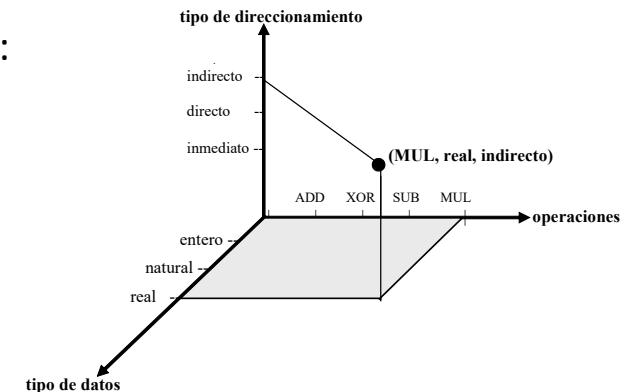 tipo de direccionamiento
:
indirecto
directo
inmediato
(MUL, real, indirecto)
ADD XOR SUB MUL
operaciones
entero
natural
real
tipo de datos